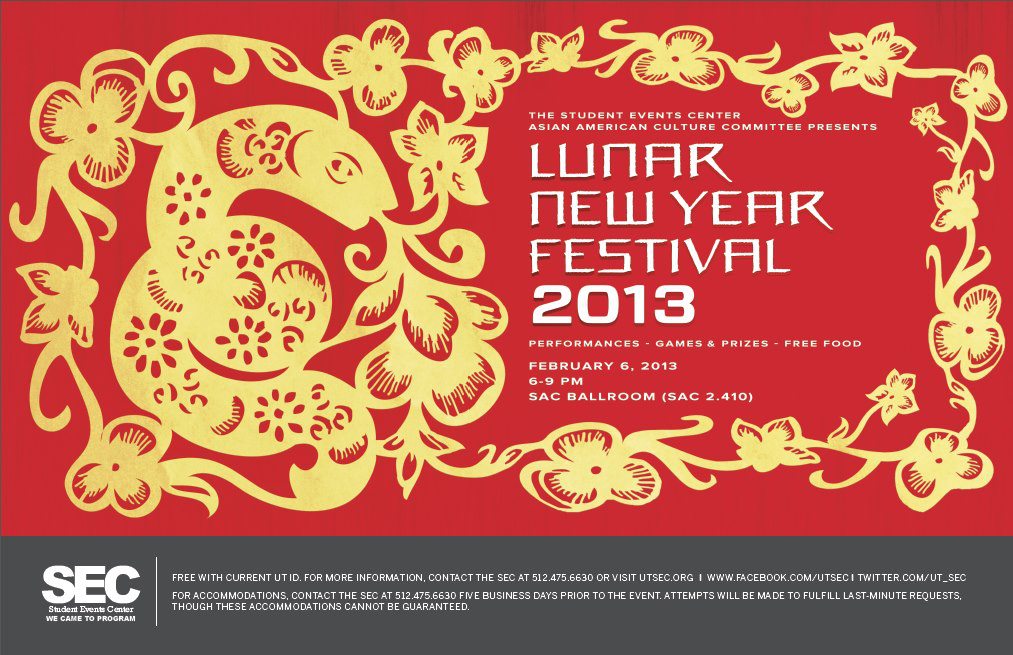 THE STUDENT EVENTS CENTER
ASIAN AMERICAN CULTURE COMMITTEE PRESENTS
LUNAR
NEW YEAR
FESTIVAL
2013
PERFORMANCES - GAMES & PRIZES - FREE FOOD
FEBRUARY 6, 2013
6-9 PM
SAC BALLROOM (SAC 2.410)
SEC
Student Events Center
WE CAME TO PROGRAM
FREE WITH CURRENT UT ID. FOR MORE INFORMATION, CONTACT THE SEC AT 512.475.6630 OR VISIT UTSEC.ORG | WWW.FACEBOOK.COM/UTSEC | TWITTER.COM/UT_SEC
FOR ACCOMMODATIONS, CONTACT THE SEC AT 512.475.6630 FIVE BUSINESS DAYS PRIOR TO THE EVENT. ATTEMPTS WILL BE MADE TO FULFILL LAST-MINUTE REQUESTS,
THOUGH THESE ACCOMMODATIONS CANNOT BE GUARANTEED.